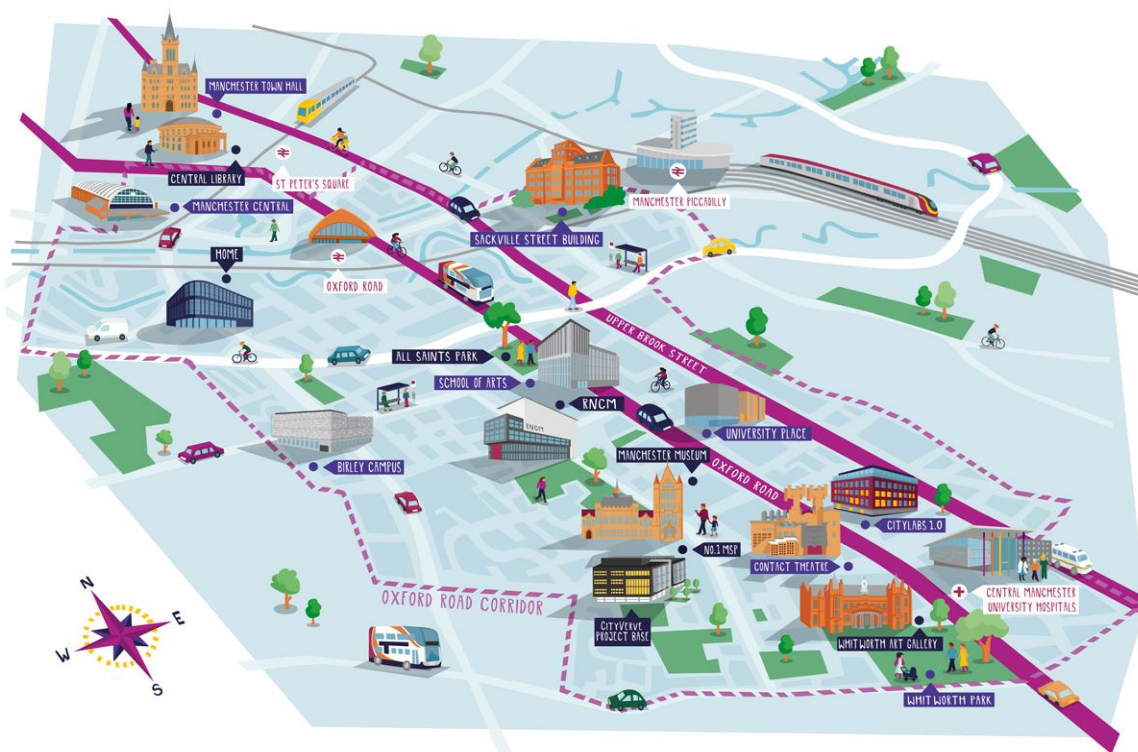 MANCHESTER TOWN HALL
CENTRAL LIBRARY
ST PETER'S SQUARE
MANCHESTER CENTRAL
MANCHESTER PICCADILLY
SACKVILLE STREET BUILDING
HOME
OXFORD ROAD
UPPER BROOK STREET
ALL SAINTS PARK
SCHOOL OF ARTS
RNCM
RNCM
UNIVERSITY PLACE
MANCHESTER MUSEUM
OXFORD ROAD
BIRLEY CAMPUS
CITYLABS 1.0
NO.1 MSP
CONTACT THEATRE
CENTRAL MANCHESTER
UNIVERSITY HOSPITALS
OXFORD ROAD CORRIDOR
CITYVERVE
PROJECT BASE
WHITWORTH ART GALLERY
WHITWORTH PARK
N
E
W
S